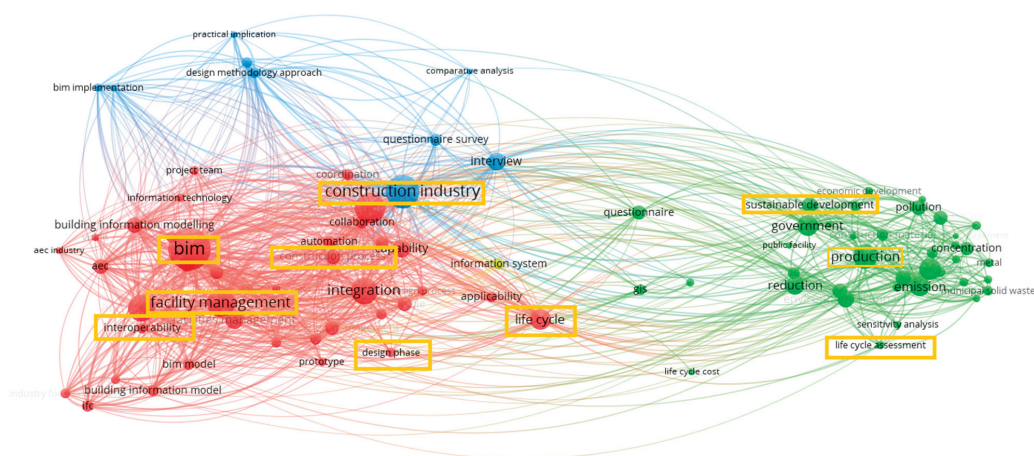 practical implication
design methodology approach
comparative analysis
bim implementation
questionnaire survey
interview
project team
coordination
construction industry
information technology
collaboration
economic development
sustainable development
pollution
building information modelling
questionnaire
government
automation
aec industry
bim
capability
public facility
concentration
construction process
production
aec
information system
metal
integration
reduction
emission
gis
municipal solid waste
applicability
facility management
life cycle
interoperability
sensitivity analysis
design phase
life cycle assessment
bim model
prototype
life cycle cost
building information model
ifc